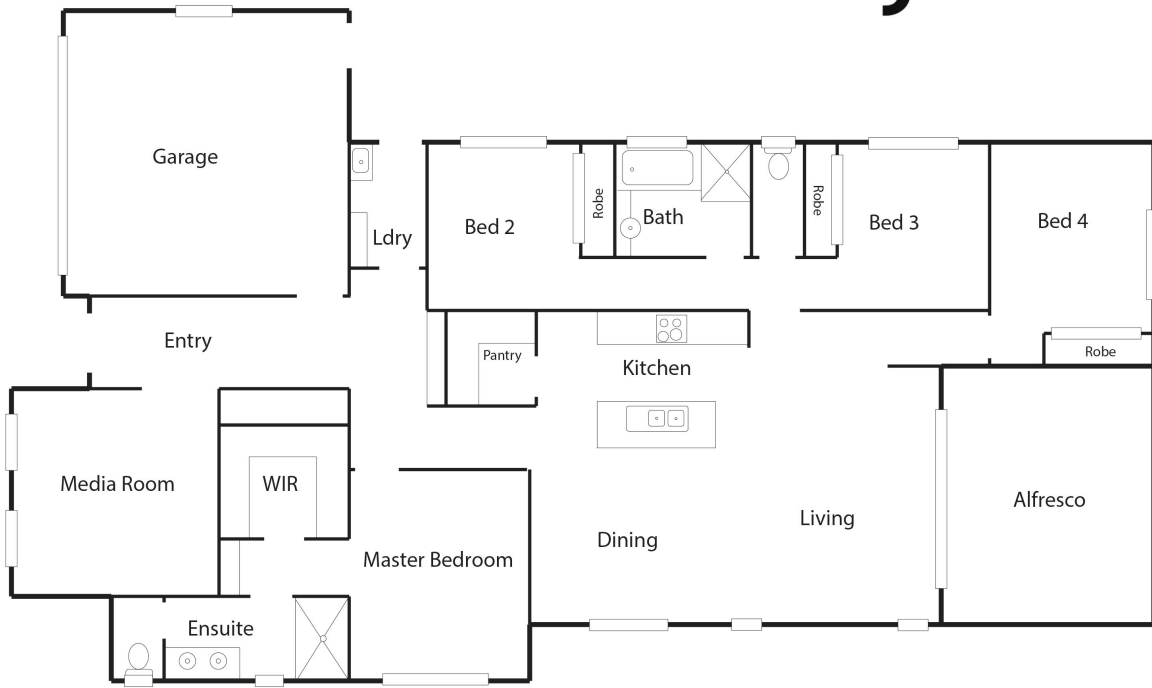 Garage
Ldry
Bed 2
Robe
Bath
Robe
Bed 3
Bed 4
Entry
Pantry
Kitchen
Robe
Media Room
WIR
Master Bedroom
Dining
Living
Alfresco
Ensuite